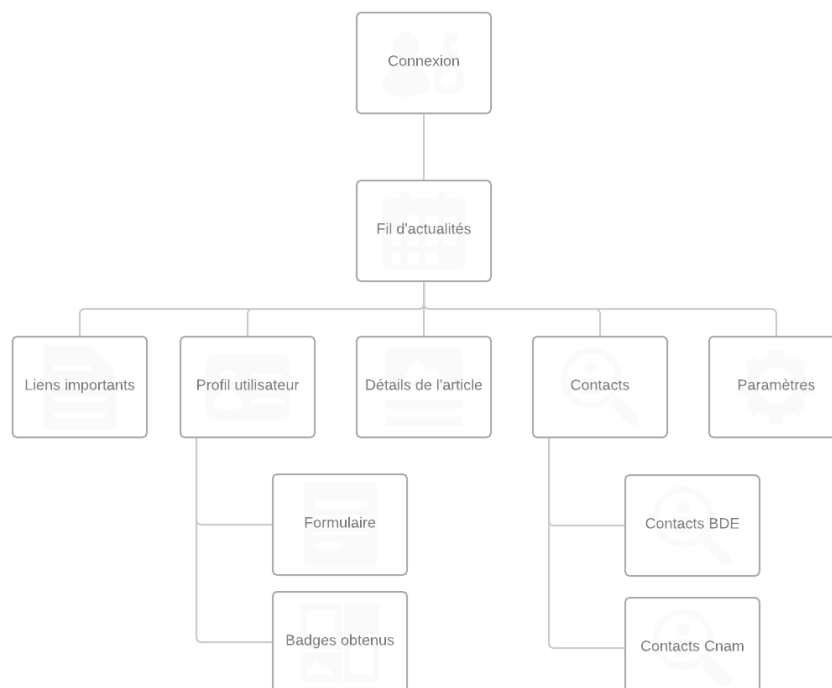 Connexion
Fil d'actualités
Liens importants
Profil utilisateur
Détails de l'article
Contacts
Paramètres
Formulaire
Contacts BDE
Badges obtenus
Contacts Cnam